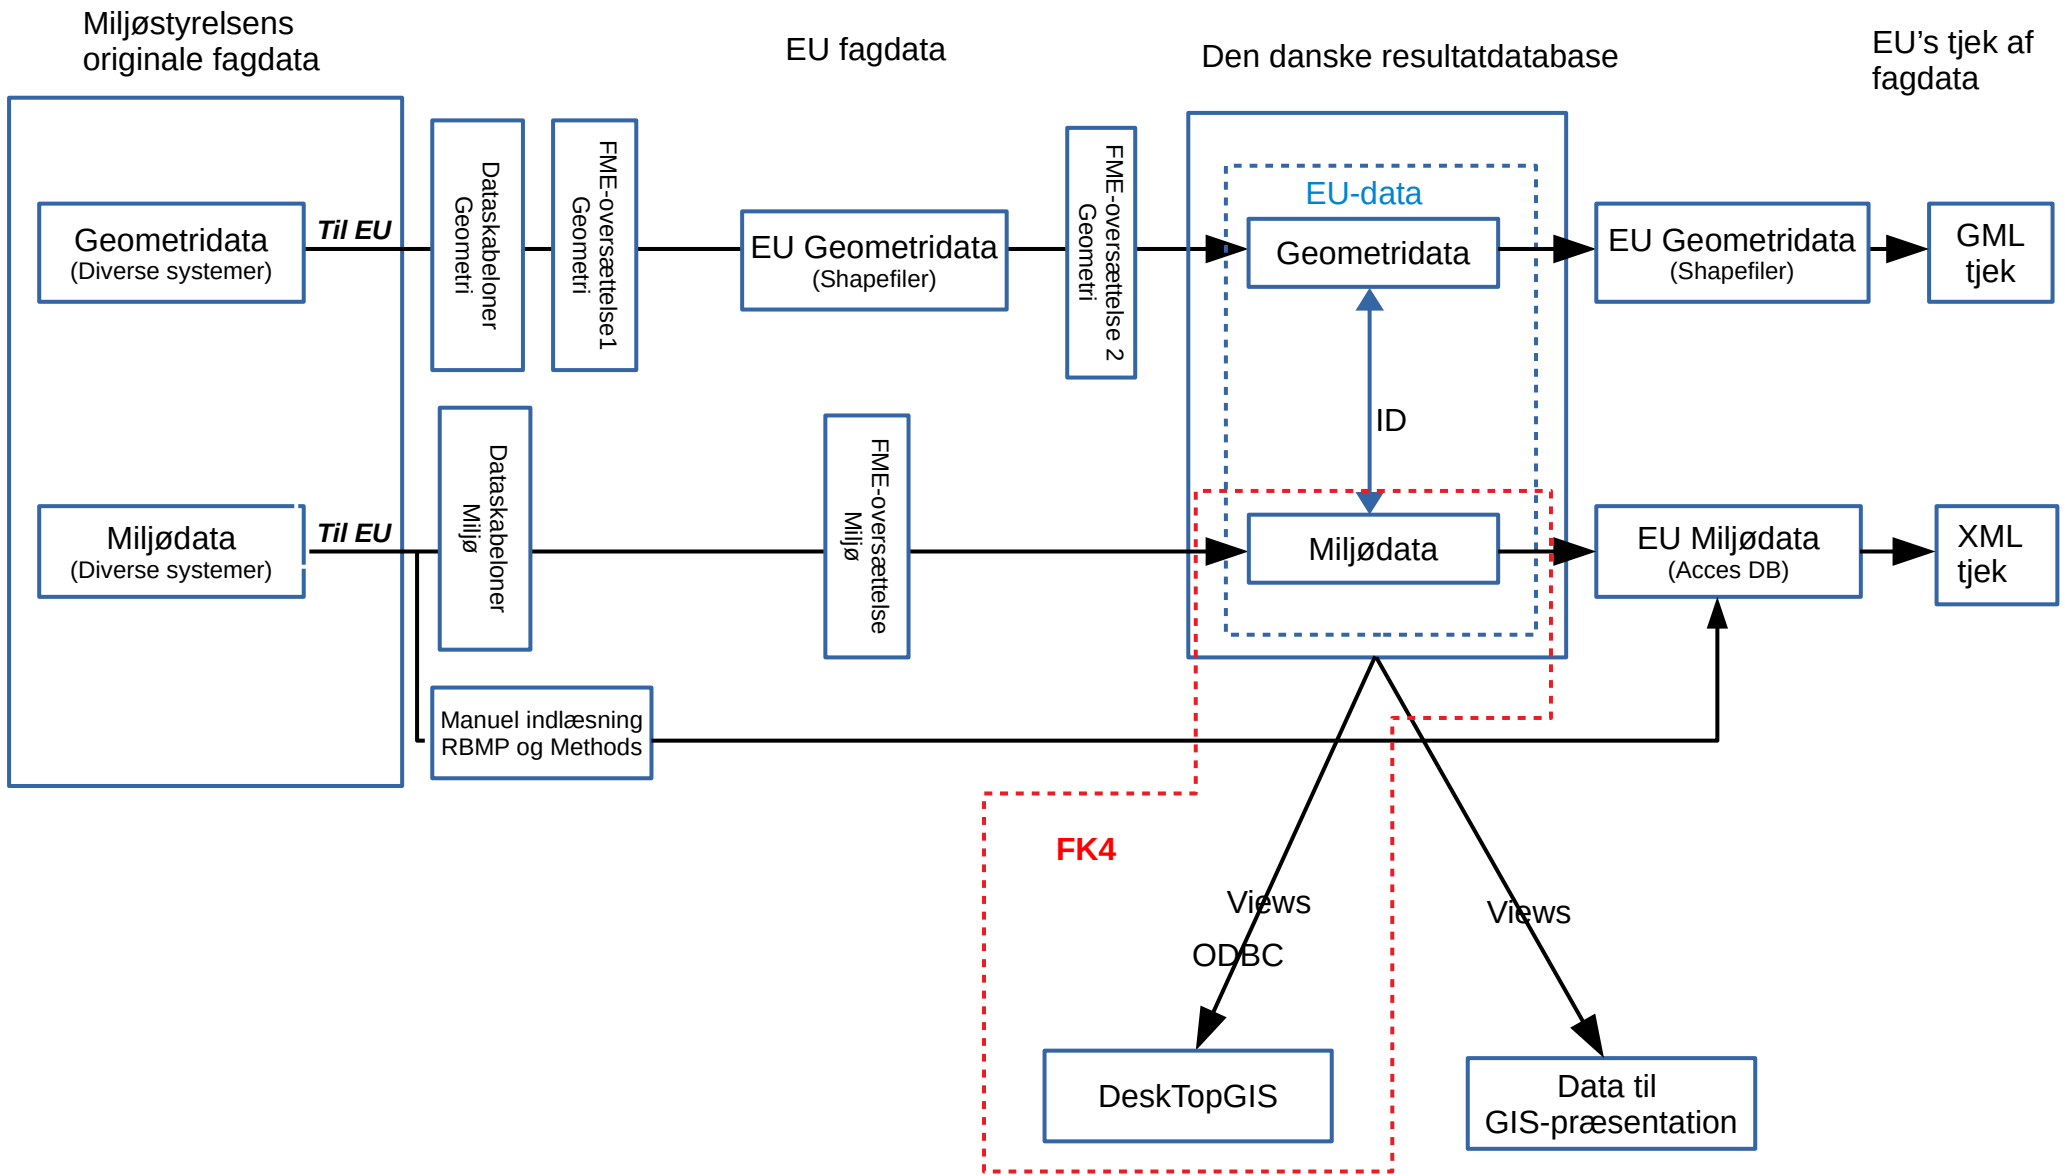 Miljøstyrelsens
originale fagdata
EU fagdata
Den danske resultatdatabase
EU’s tjek af
fagdata
Geometridata
(Diverse systemer)
Til EU
Dataskabeloner
Geometri
FME-oversættelse1
Geometri
EU Geometridata
(Shapefiler)
FME-oversættelse 2
Geometri
EU-data
Geometridata
EU Geometridata
(Shapefiler)
GML
tjek
ID
Miljødata
(Diverse systemer)
Til EU
Dataskabeloner
Miljø
FME-oversættelse
Miljø
Miljødata
EU Miljødata
(Acces DB)
XML
tjek
Manuel indlæsning
RBMP og Methods
FK4
Views
ODBC
Views
DeskTopGIS
Data til
GIS-præsentation